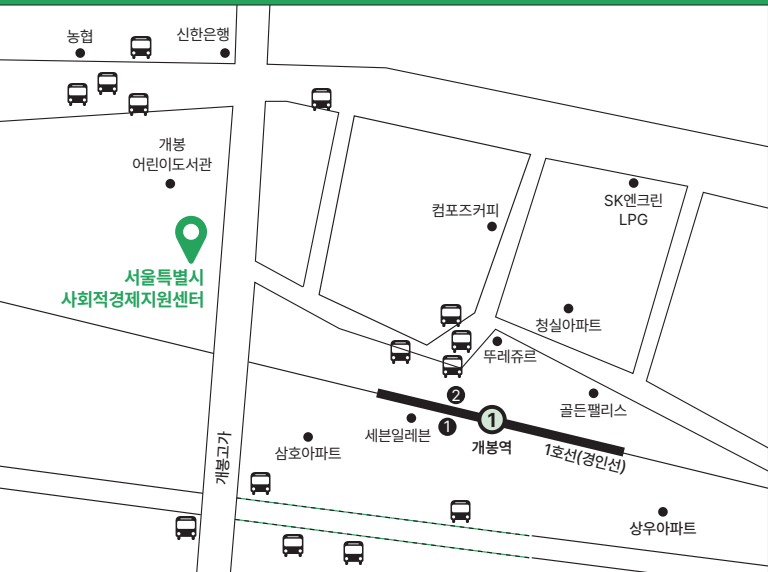 농협
신한은행
개봉
어린이도서관
컴포즈커피
SK엔크린
LPG
서울특별시
사회적경제지원센터
청실아파트
뚜레쥬르
2
골든팰리스
1
세븐일레븐
1
개봉역
1호선(경인선)
삼호아파트
개봉고가
상우아파트